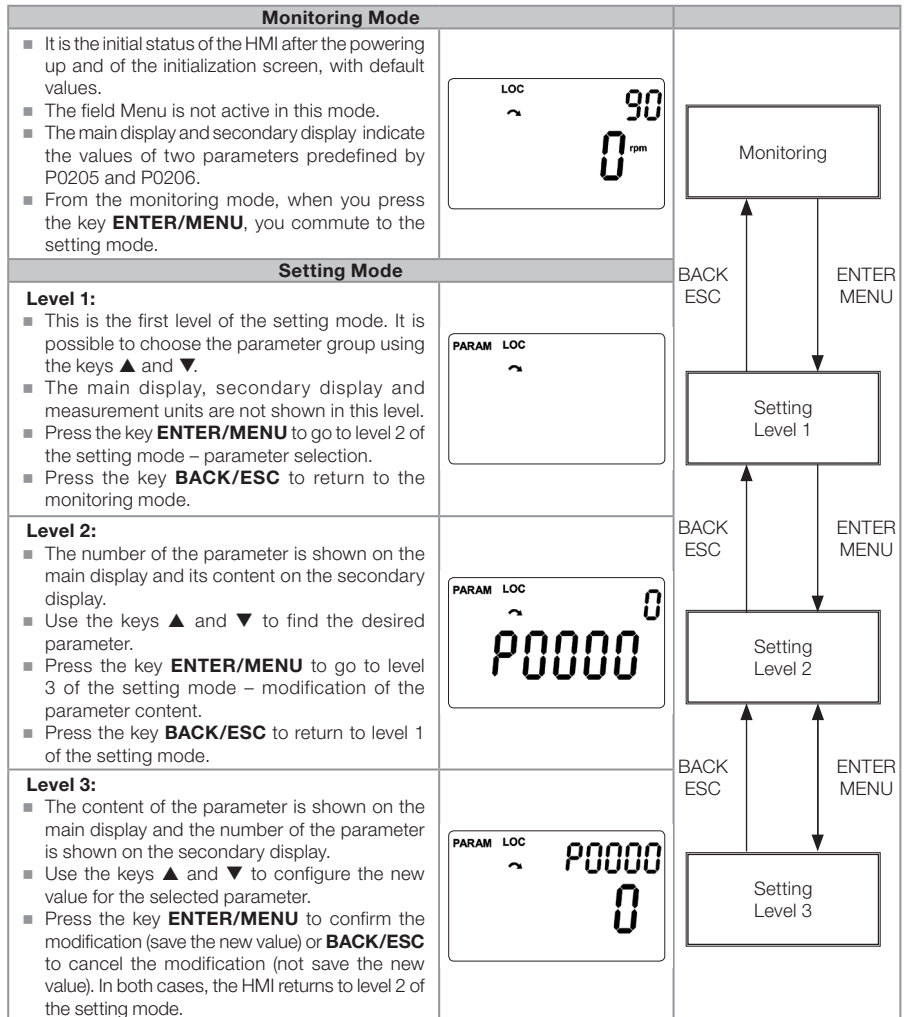 Monitoring Mode
■ It is the initial status of the HMI after the powering
up and of the initialization screen, with default
values.
■ The field Menu is not active in this mode.
■ The main display and secondary display indicate
the values of two parameters predefined by
P0205 and P0206.
■ From the monitoring mode, when you press
the key ENTER/MENU, you commute to the
setting mode.
LOC
90
0 rpm
Monitoring
Setting Mode
BACK
ESC
ENTER
MENU
Level 1:
■ This is the first level of the setting mode. It is
possible to choose the parameter group using
the keys ▲ and ▼.
■ The main display, secondary display and
measurement units are not shown in this level.
■ Press the key ENTER/MENU to go to level 2 of
the setting mode – parameter selection.
■ Press the key BACK/ESC to return to the
monitoring mode.
PARAM LOC
Setting
Level 1
BACK
ESC
ENTER
MENU
Level 2:
■ The number of the parameter is shown on the
main display and its content on the secondary
display.
■ Use the keys ▲ and ▼ to find the desired
parameter.
■ Press the key ENTER/MENU to go to level
3 of the setting mode – modification of the
parameter content.
■ Press the key BACK/ESC to return to level 1
of the setting mode.
PARAM LOC
0
P0000
Setting
Level 2
BACK
ESC
ENTER
MENU
Level 3:
■ The content of the parameter is shown on the
main display and the number of the parameter
is shown on the secondary display.
■ Use the keys ▲ and ▼ to configure the new
value for the selected parameter.
■ Press the key ENTER/MENU to confirm the
modification (save the new value) or BACK/ESC
to cancel the modification (not save the new
value). In both cases, the HMI returns to level 2 of
the setting mode.
PARAM LOC
P0000
0
Setting
Level 3